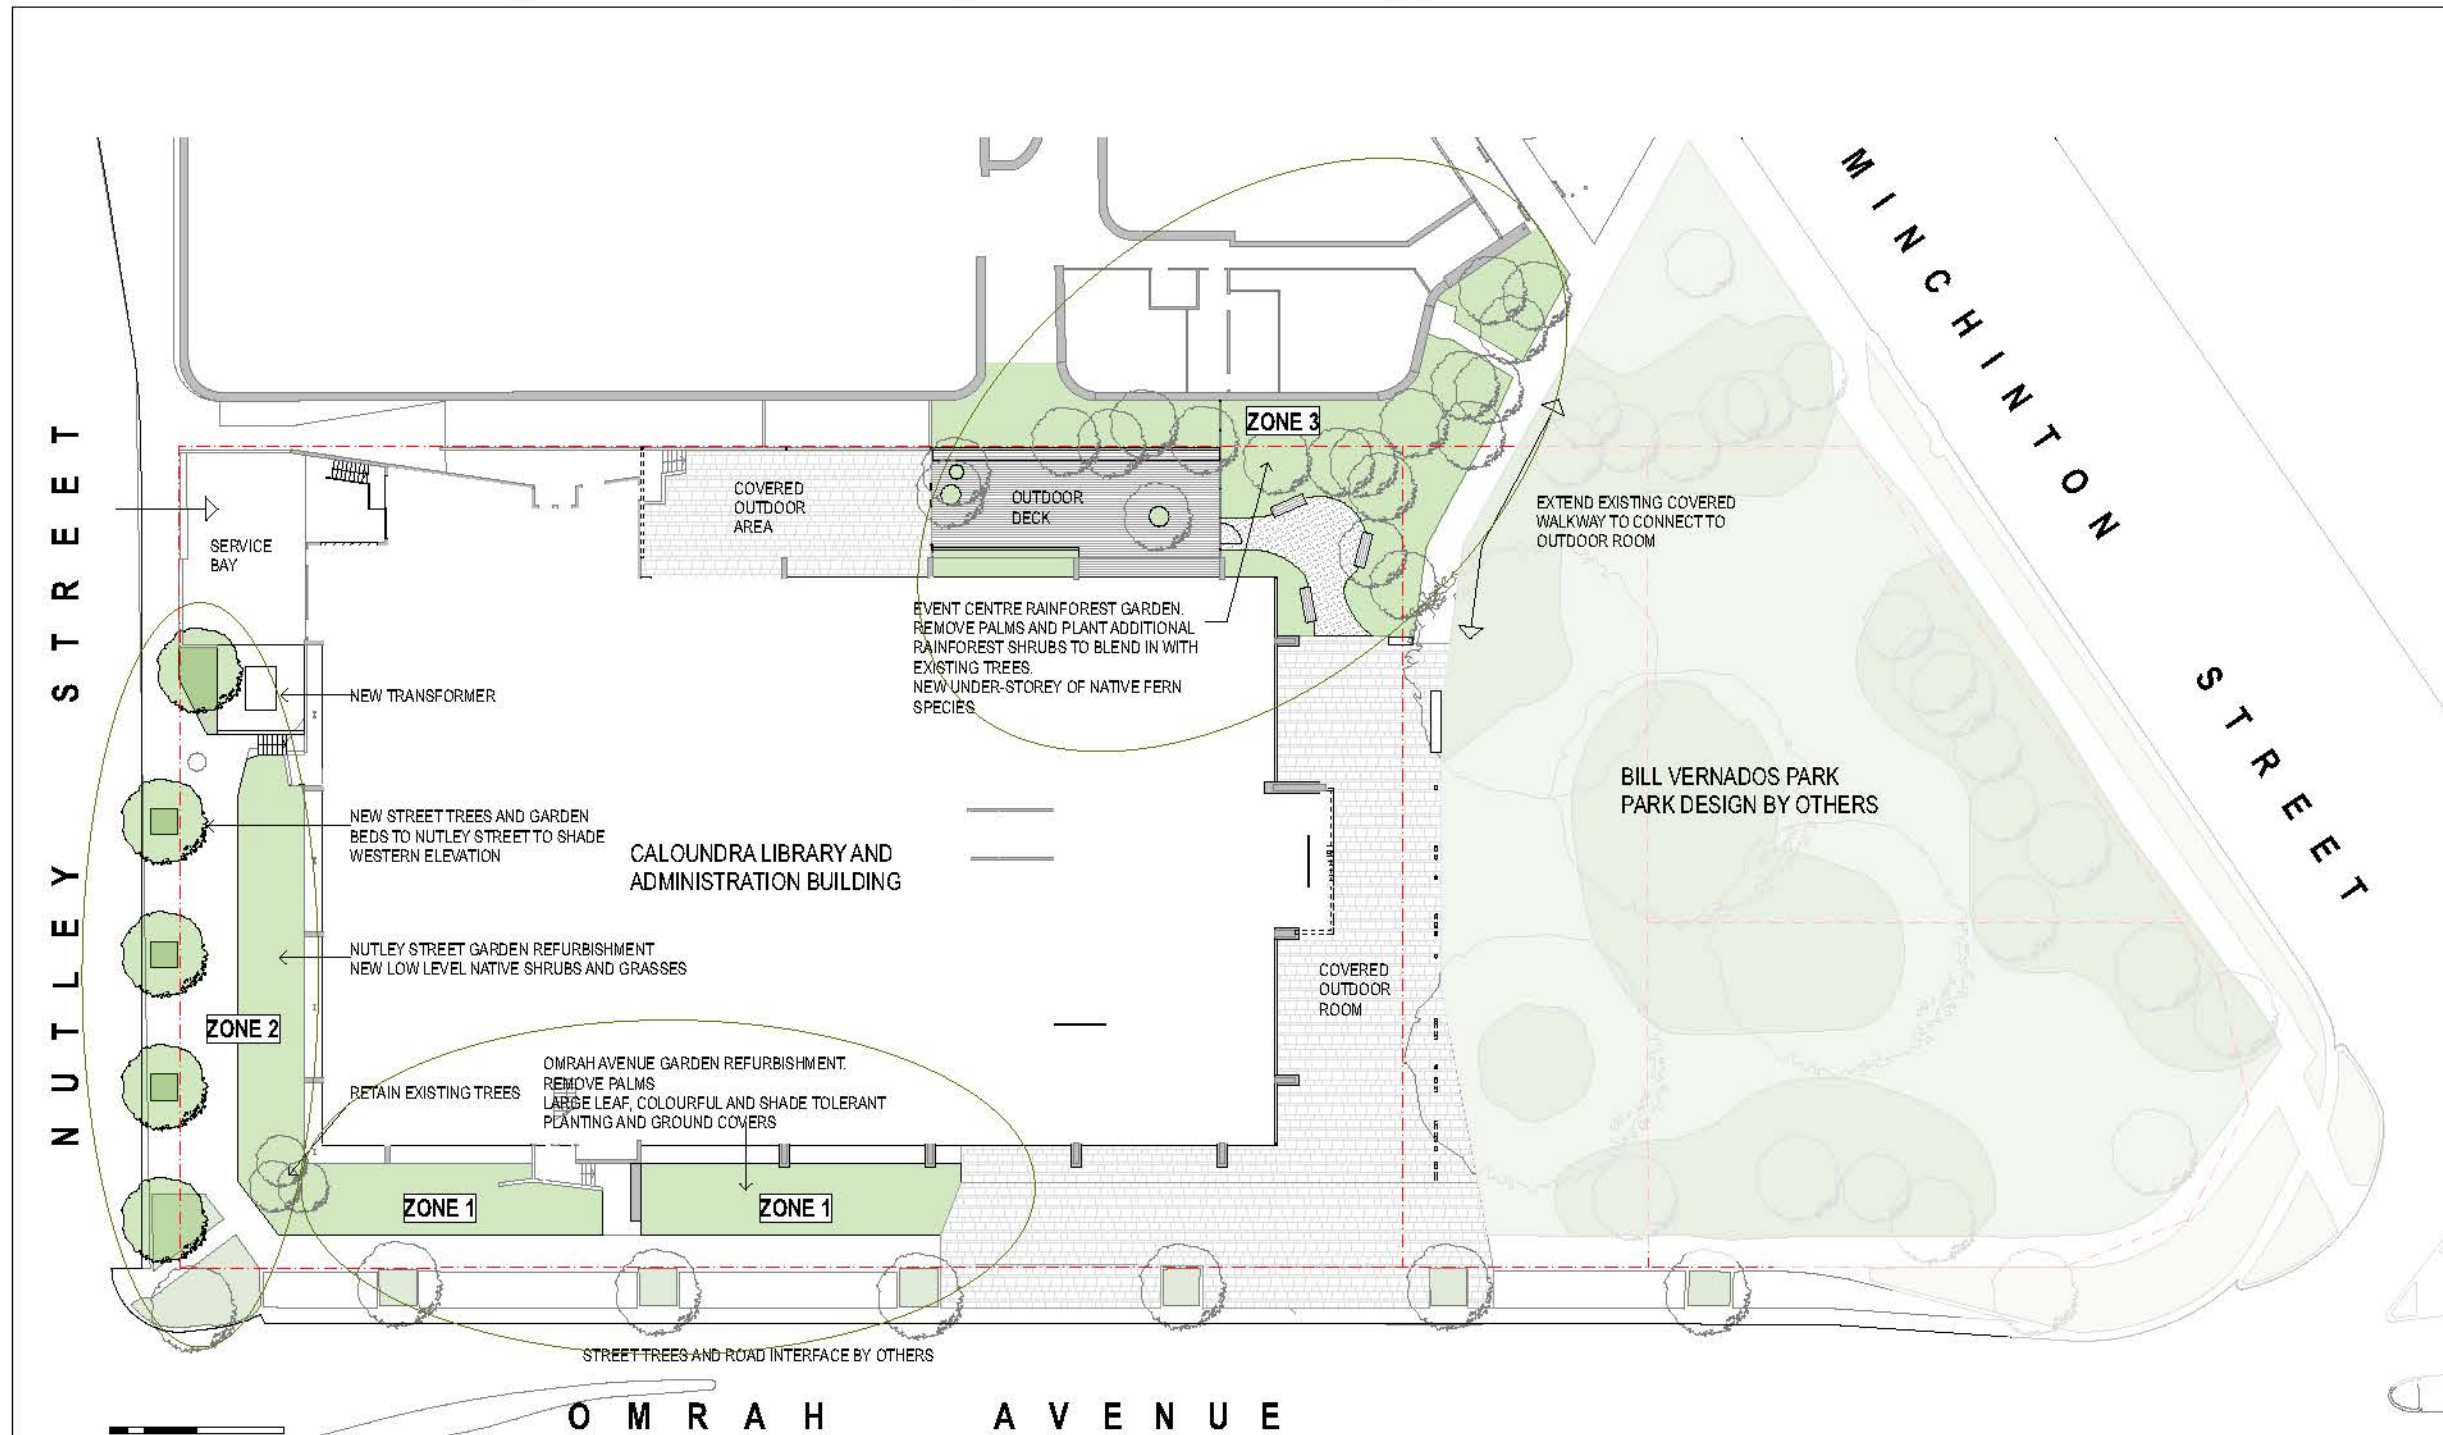 MINCHINTON STREET
NUTLEY STREET
ZONE 3
COVERED
OUTDOOR
AREA
OUTDOOR
DECK
EXTEND EXISTING COVERED
WALKWAY TO CONNECT TO
OUTDOOR ROOM
SERVICE
BAY
EVENT CENTRE RAINFOREST GARDEN.
REMOVE PALMS AND PLANT ADDITIONAL
RAINFOREST SHRUBS TO BLEND IN WITH
EXISTING TREES.
NEW UNDER-STOREY OF NATIVE FERN
SPECIES
NEW TRANSFORMER
BILL VERNADOS PARK
PARK DESIGN BY OTHERS
NEW STREET TREES AND GARDEN
BEDS TO NUTLEY STREET TO SHADE
WESTERN ELEVATION
CALOUNDRA LIBRARY AND
ADMINISTRATION BUILDING
NUTLEY STREET GARDEN REFURBISHMENT
NEW LOW LEVEL NATIVE SHRUBS AND GRASSES
COVERED
OUTDOOR
ROOM
ZONE 2
OMRAH AVENUE GARDEN REFURBISHMENT.
REMOVE PALMS
LARGE LEAF, COLOURFUL AND SHADE TOLERANT
PLANTING AND GROUND COVERS
RETAIN EXISTING TREES
ZONE 1
ZONE 1
STREET TREES AND ROAD INTERFACE BY OTHERS
OMRAH AVENUE